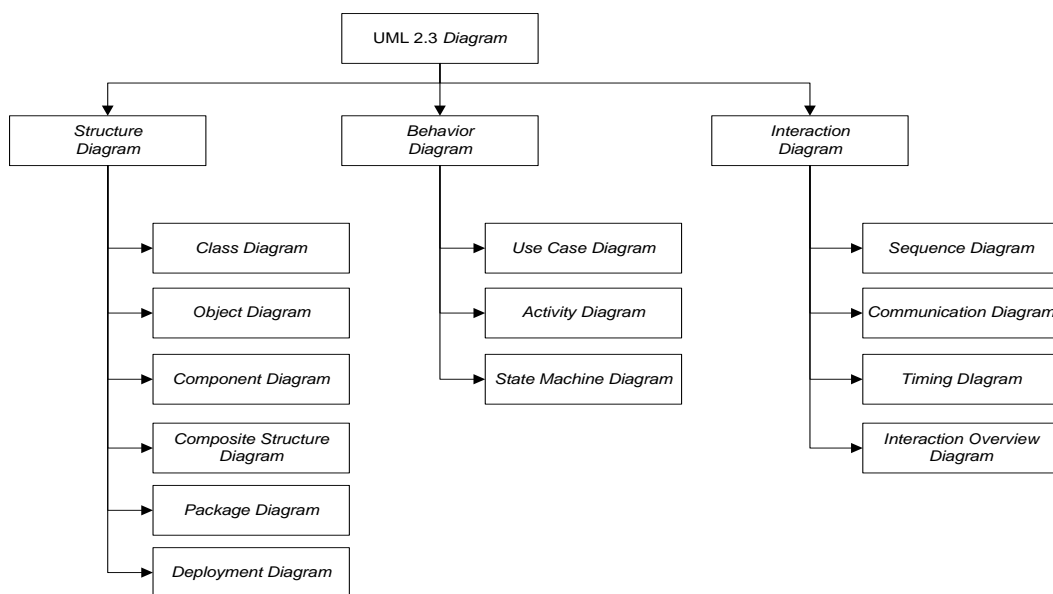 UML 2.3 Diagram
Structure
Diagram
Behavior
Diagram
Interaction
Diagram
Class Diagram
Object Diagram
Component Diagram
Composite Structure
Diagram
Package Diagram
Deployment Diagram
Use Case Diagram
Activity Diagram
State Machine Diagram
Sequence Diagram
Communication Diagram
Timing DIagram
Interaction Overview
Diagram